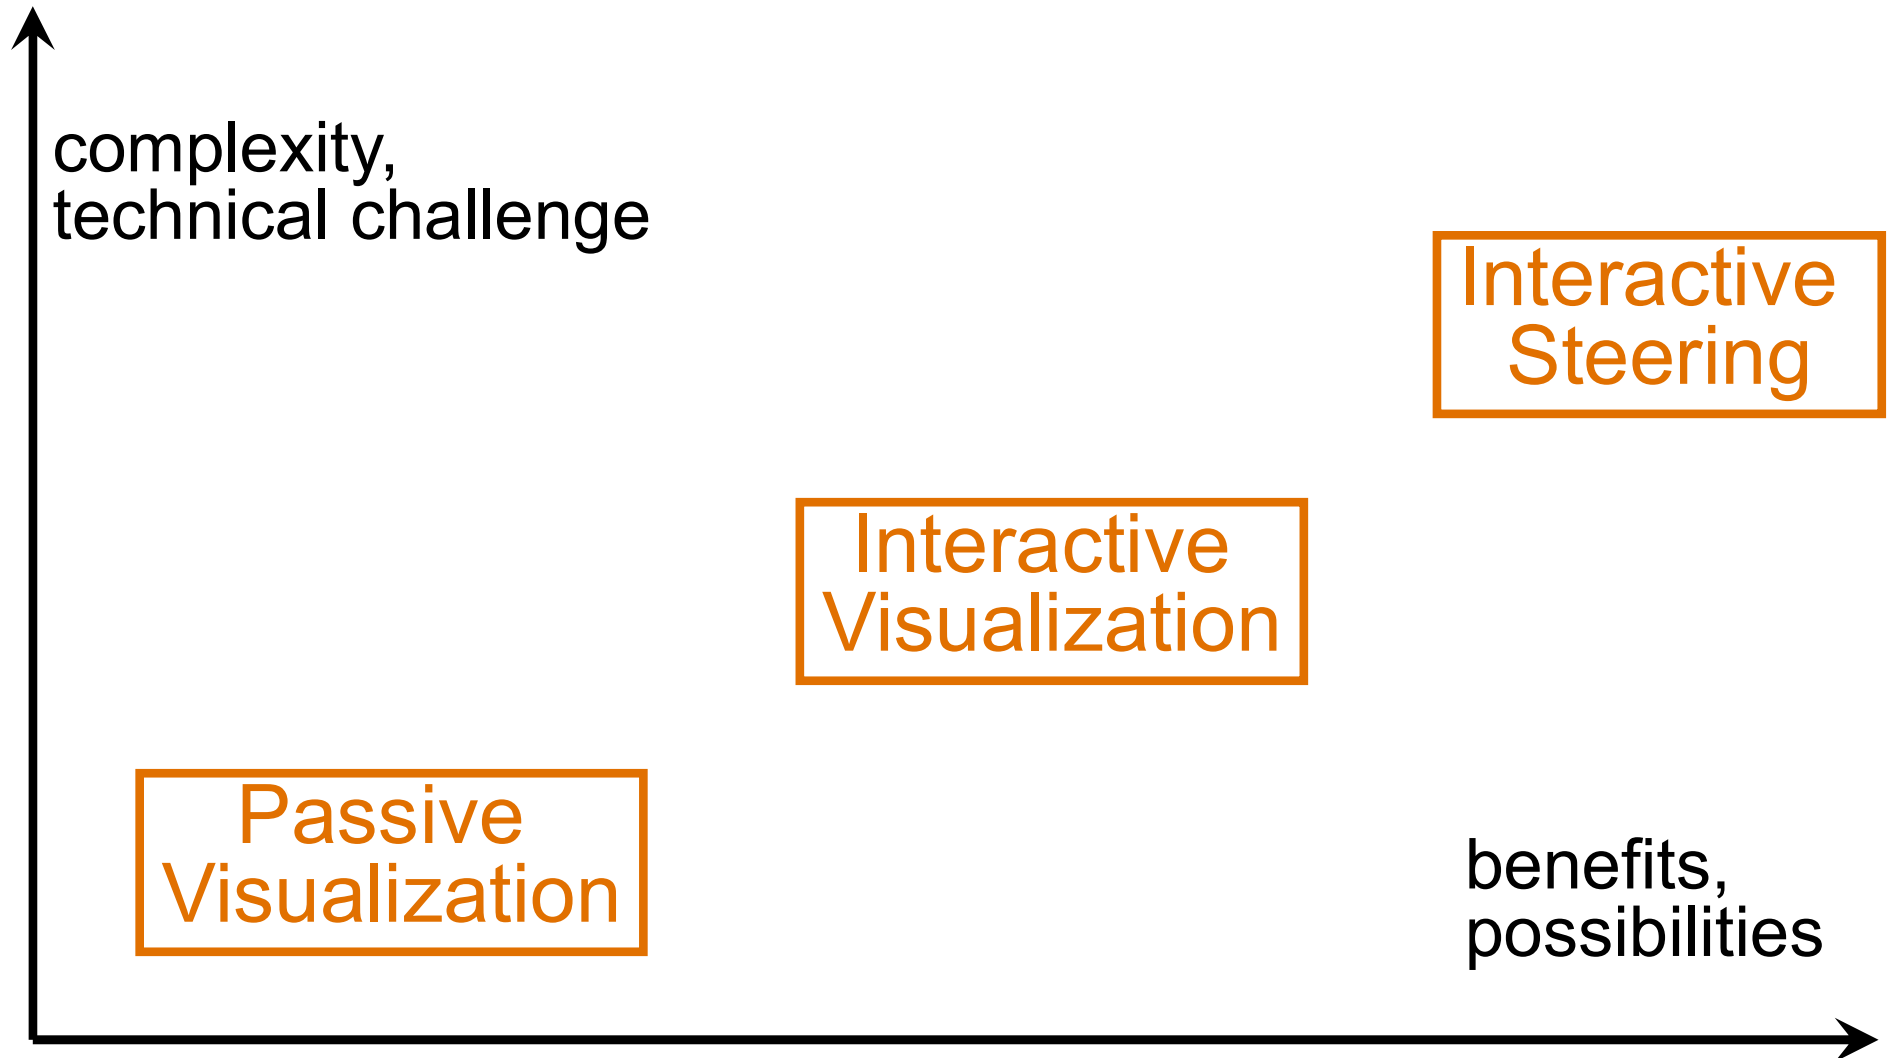 complexity,
technical challenge
Interactive
Steering
Interactive
Visualization
Passive
Visualization
benefits,
possibilities